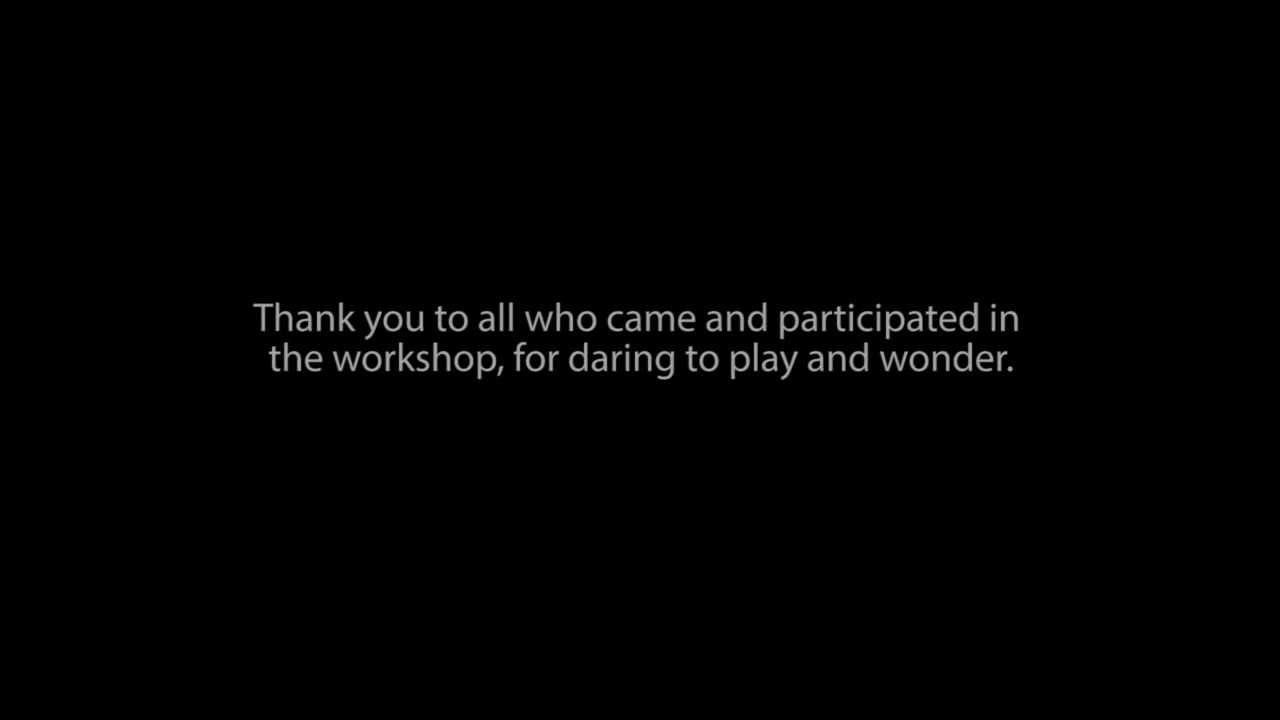 Thank you to all who came and participated in
the workshop, for daring to play and wonder.